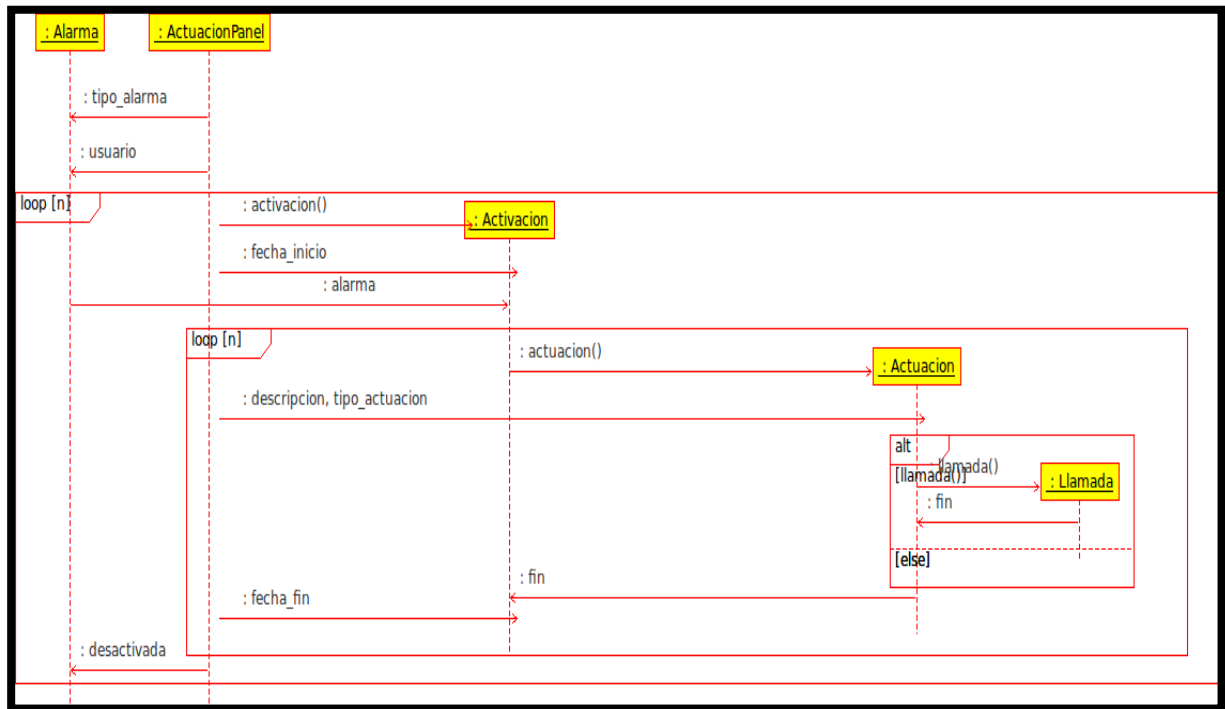 : Alarma
: ActuacionPanel
: tipo_alarma
: usuario
loop [n]
: activacion()
: Activacion
: fecha_inicio
: alarma
loop [n]
: actuacion()
: Actuacion
: descripcion, tipo_actuacion
alt
: llamada()
[llamada()]
: Llamada
: fin
[else]
: fin
: fecha_fin
: desactivada